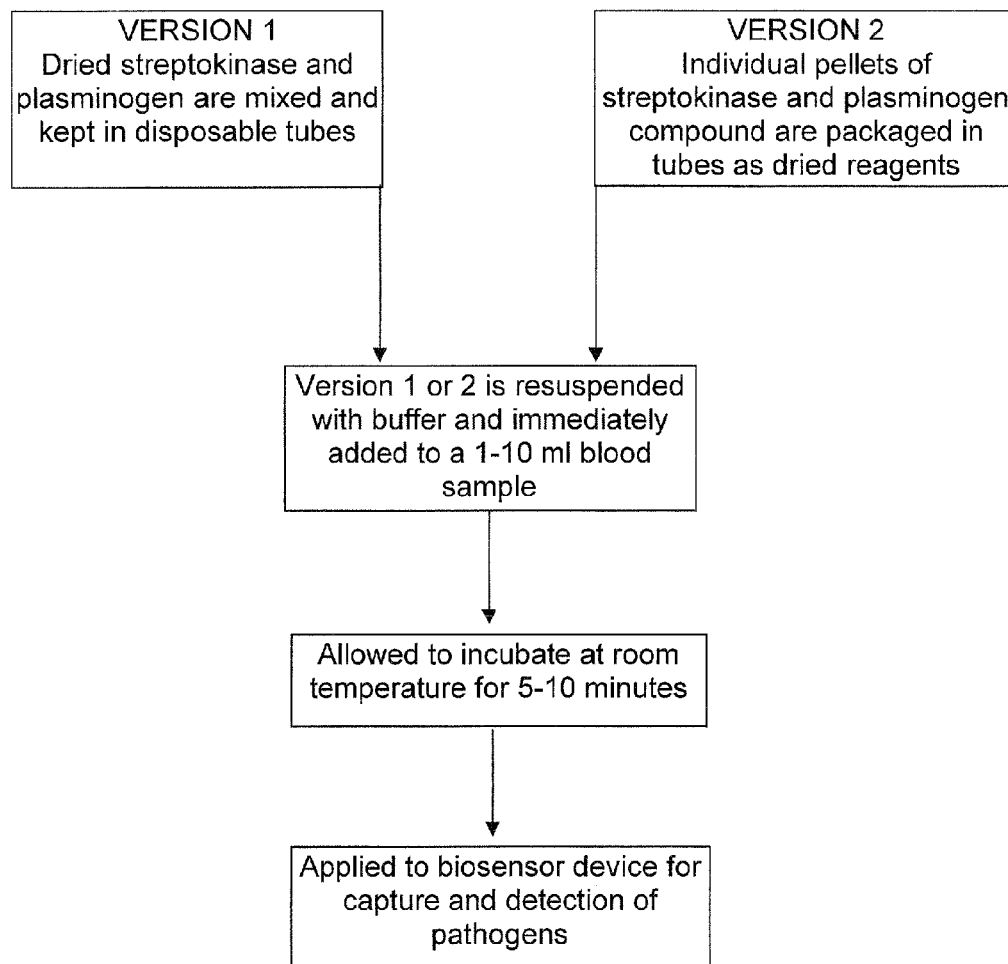 VERSION 1
Dried streptokinase and
plasminogen are mixed and
kept in disposable tubes
VERSION 2
Individual pellets of
streptokinase and plasminogen
compound are packaged in
tubes as dried reagents
Version 1 or 2 is resuspended
with buffer and immediately
added to a 1-10 ml blood
sample
Allowed to incubate at room
temperature for 5-10 minutes
Applied to biosensor device for
capture and detection of
pathogens